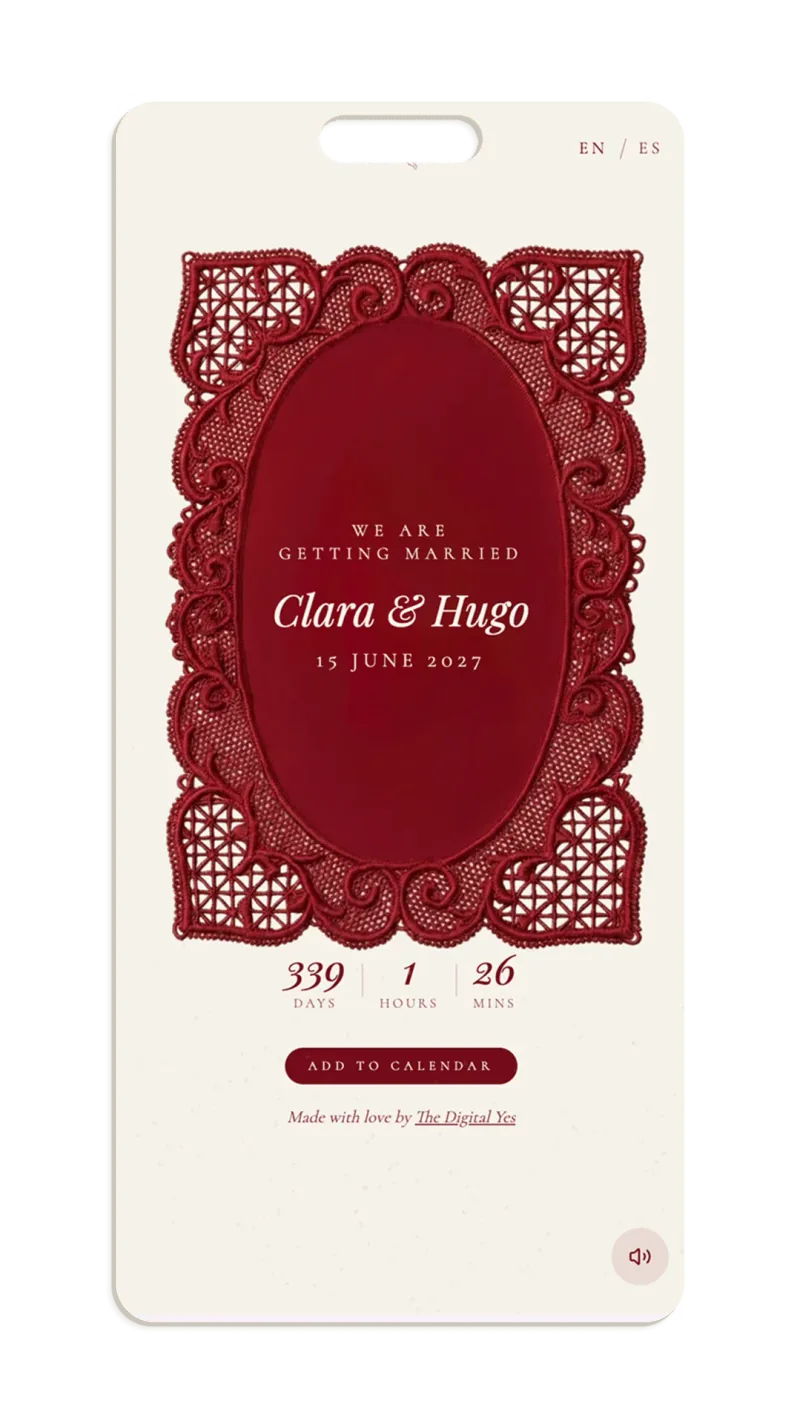 EN / ES
WE ARE
GETTING MARRIED
Clara & Hugo
15 JUNE 2027
339 1 26
DAYS HOURS MINS
ADD TO CALENDAR
Made with love by The Digital Yes